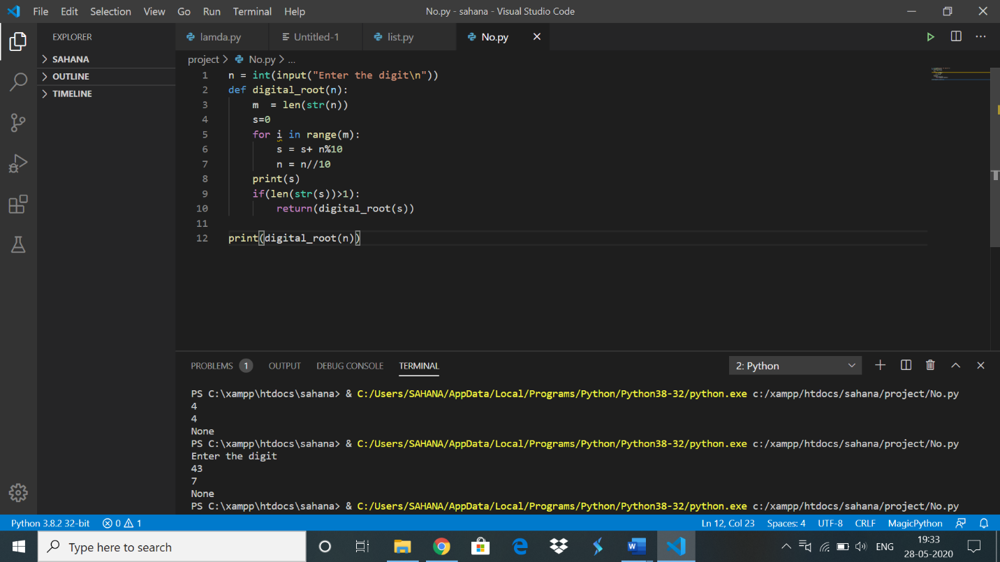 File Edit Selection View Go Run Terminal Help No.py - sahana - Visual Studio Code
EXPLORER
SAHANA
OUTLINE
TIMELINE
lamda.py Untitled-1 list.py No.py
project > No.py > ...
1 n = int(input("Enter the digit\n"))
2 def digital_root(n):
3     m  = len(str(n))
4     s=0
5     for i in range(m):
6         s = s+ n%10
7         n = n//10
8     print(s)
9     if(len(str(s))>1):
10         return(digital_root(s))
11
12 print(digital_root(n))
PROBLEMS 1 OUTPUT DEBUG CONSOLE TERMINAL 2: Python
PS C:\xampp\htdocs\sahana> & C:/Users/SAHANA/AppData/Local/Programs/Python/Python38-32/python.exe c:/xampp/htdocs/sahana/project/No.py
4
4
None
PS C:\xampp\htdocs\sahana> & C:/Users/SAHANA/AppData/Local/Programs/Python/Python38-32/python.exe c:/xampp/htdocs/sahana/project/No.py
Enter the digit
43
7
None
PS C:\xampp\htdocs\sahana> & C:/Users/SAHANA/AppData/Local/Programs/Python/Python38-32/python.exe c:/xampp/htdocs/sahana/project/No.py
Python 3.8.2 32-bit 0 1 Ln 12, Col 23 Spaces: 4 UTF-8 CRLF MagicPython
Type here to search ENG 19:33
28-05-2020